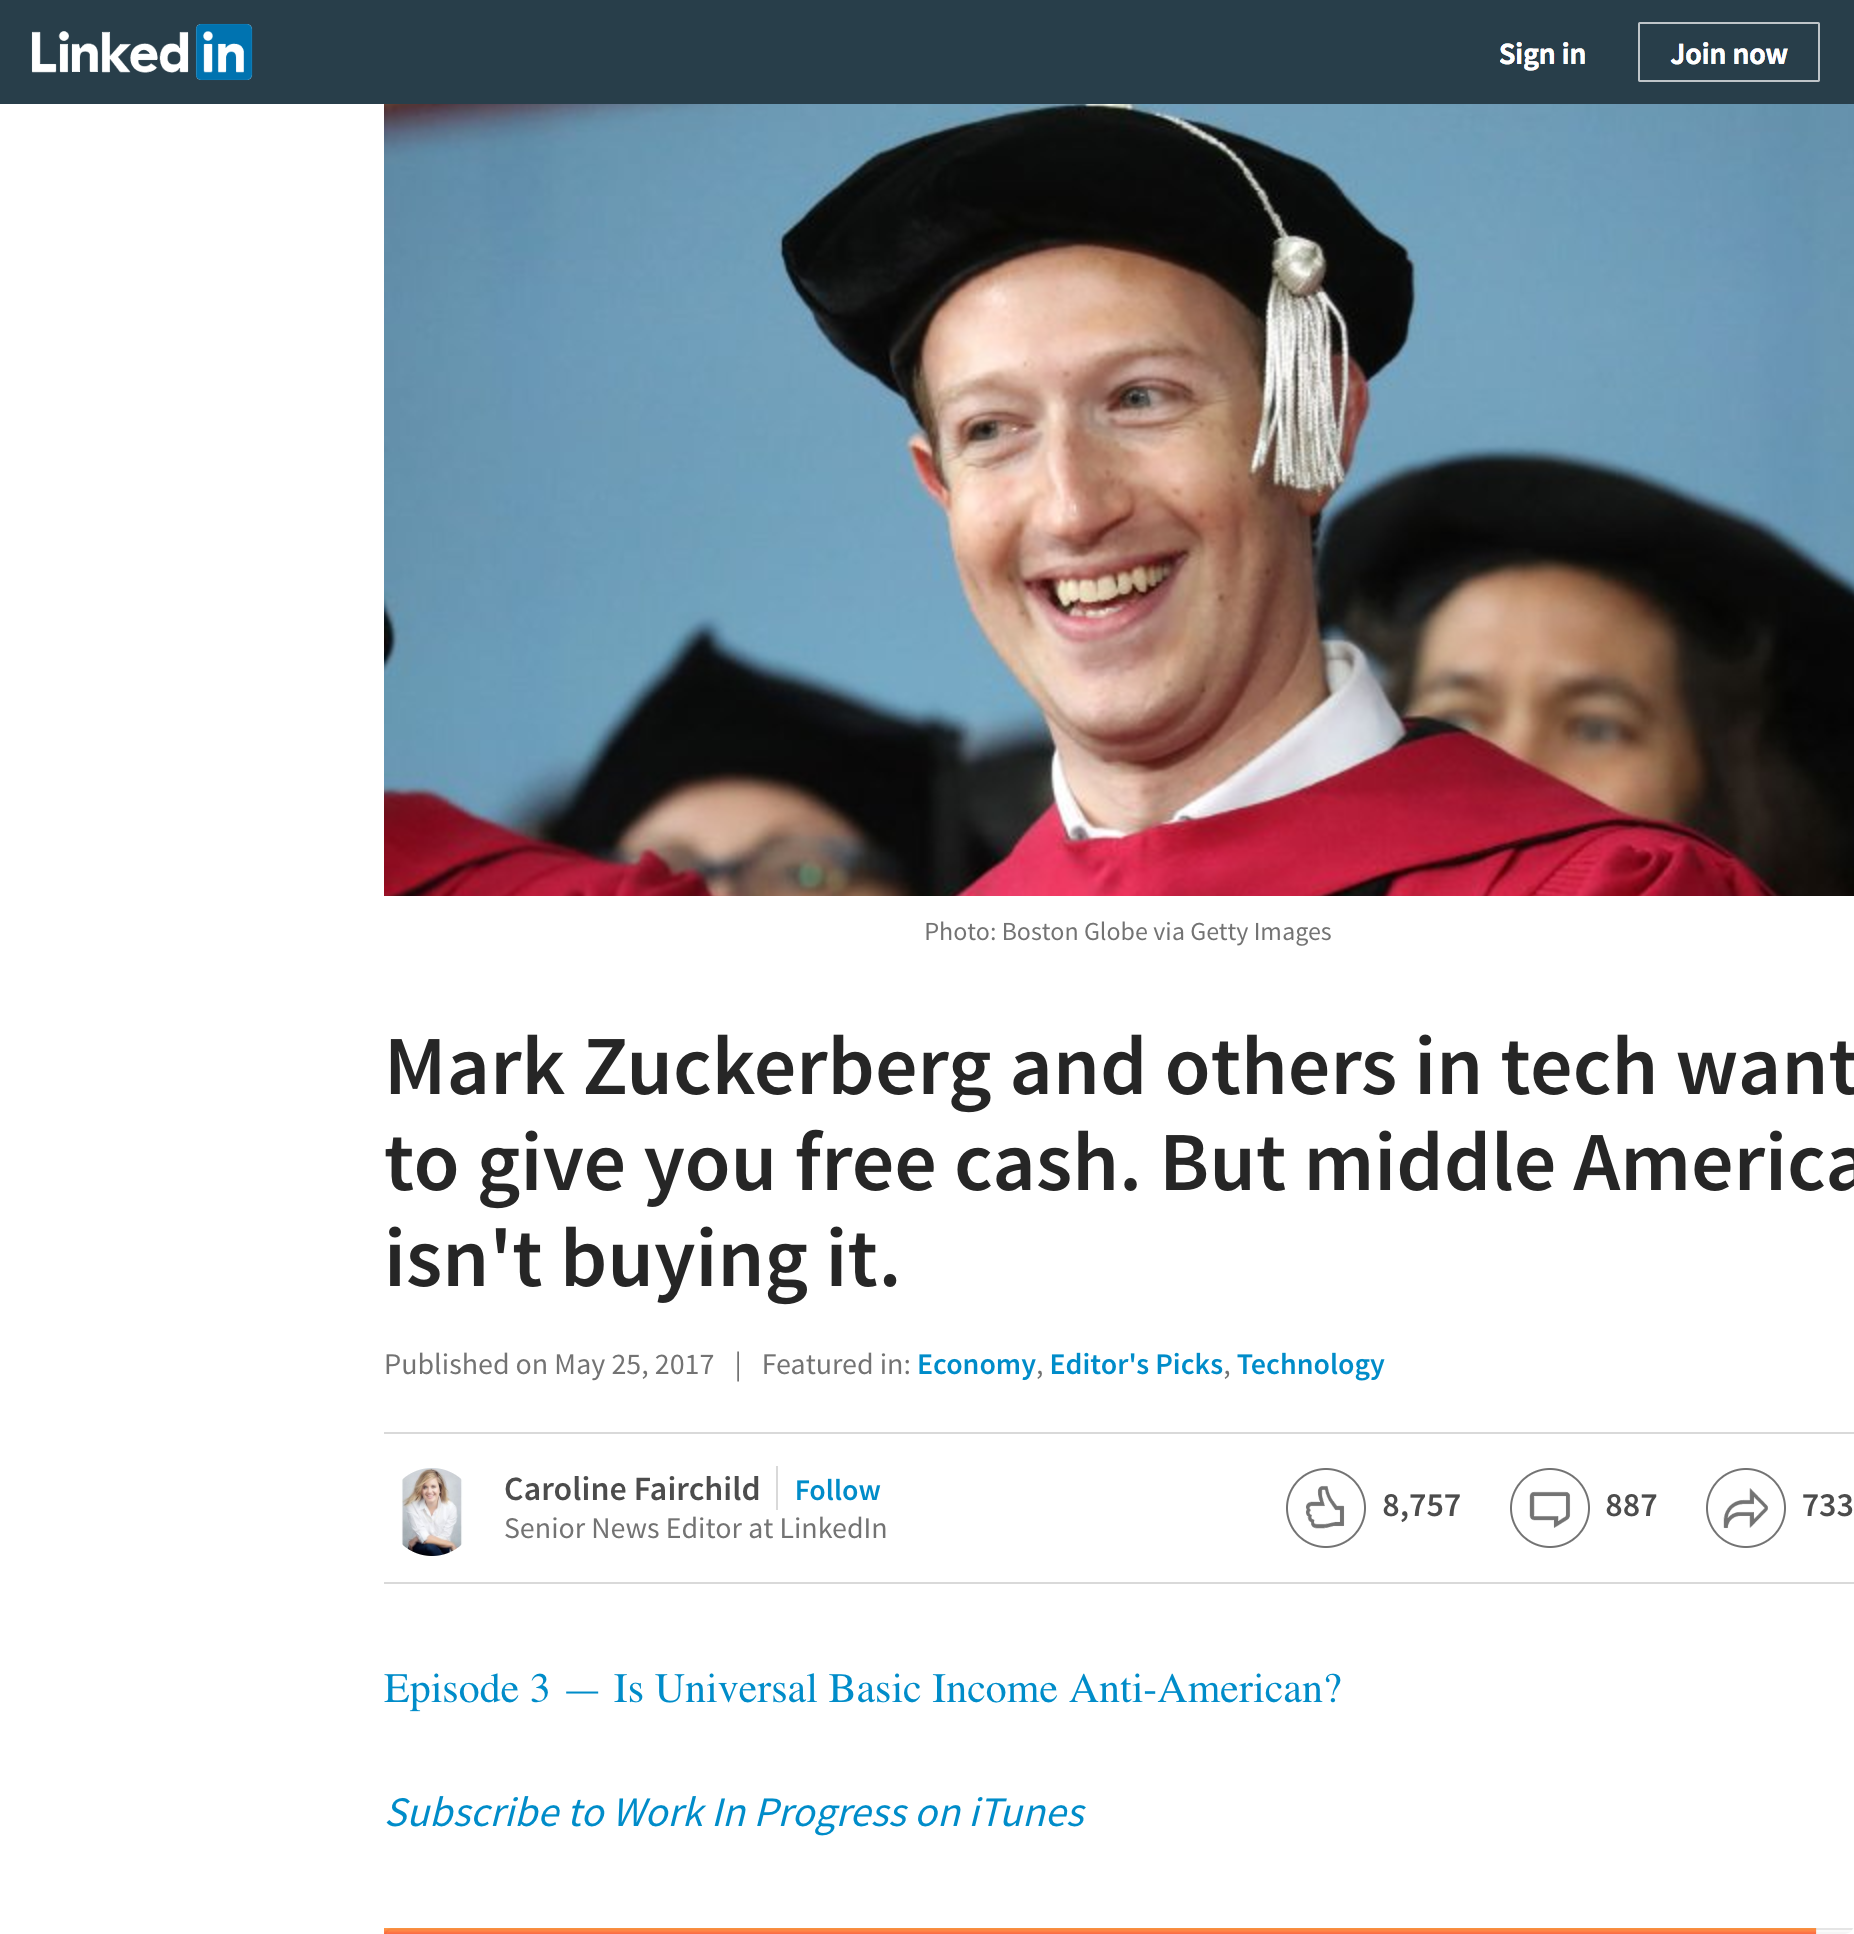 Linked in
Sign in
Join now
Photo: Boston Globe via Getty Images
Mark Zuckerberg and others in tech want
to give you free cash. But middle America
isn't buying it.
Published on May 25, 2017 | Featured in: Economy, Editor's Picks, Technology
Caroline Fairchild | Follow
Senior News Editor at LinkedIn
8,757
887
733
Episode 3 — Is Universal Basic Income Anti-American?
Subscribe to Work In Progress on iTunes